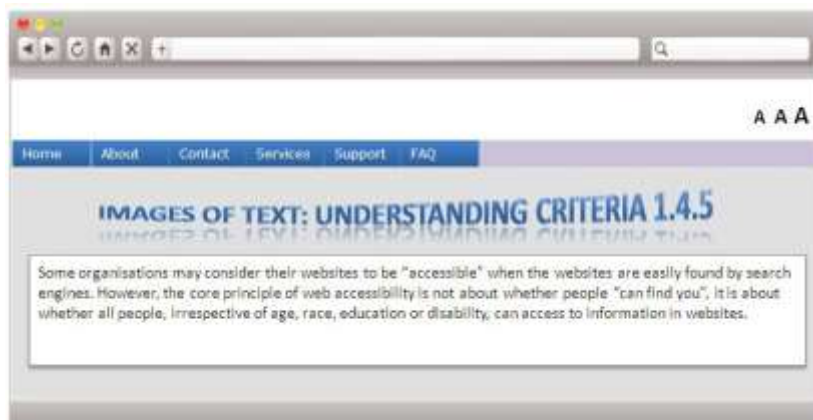 A A A
Home About Contact Services Support FAQ
IMAGES OF TEXT: UNDERSTANDING CRITERIA 1.4.5
Some organisations may consider their websites to be "accessible" when the websites are easily found by search
engines. However, the core principle of web accessibility is not about whether people "can find you", it is about
whether all people, irrespective of age, race, education or disability, can access to information in websites.